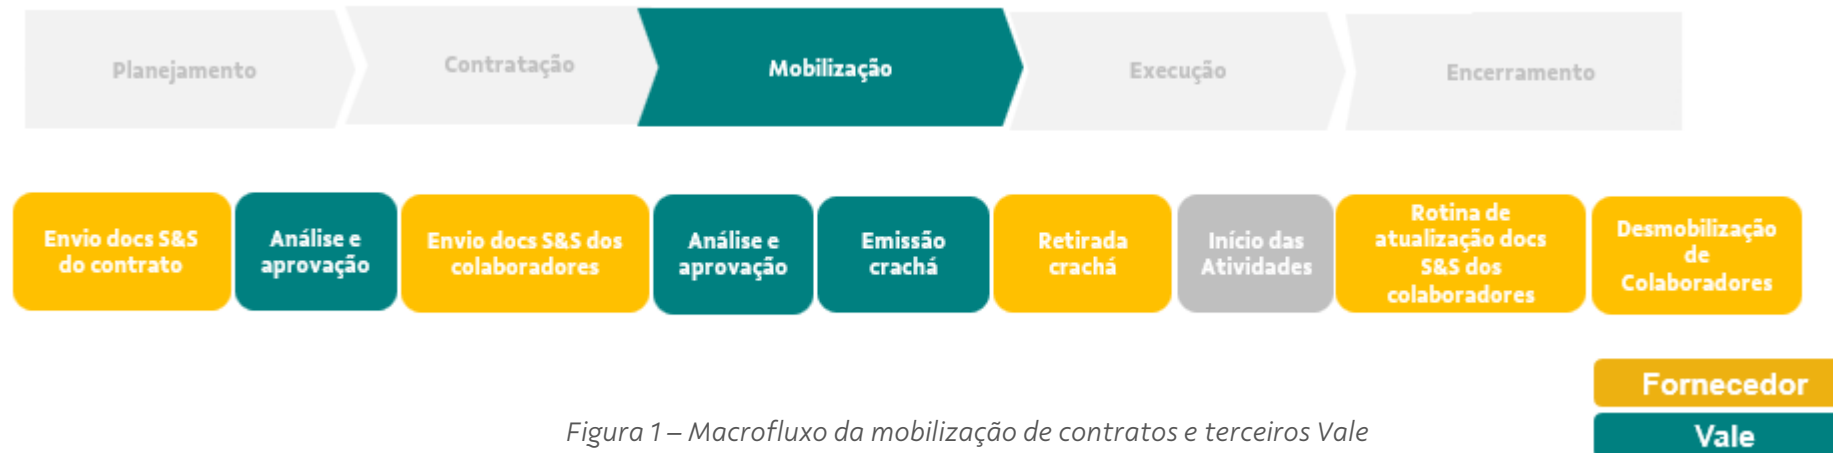 Planejamento
Contratação
Mobilização
Execução
Encerramento
Envio docs S&S
do contrato
Análise e
aprovação
Envio docs S&S dos
colaboradores
Análise e
aprovação
Emissão
crachá
Retirada
crachá
Início das
Atividades
Rotina de
atualização docs
S&S dos
colaboradores
Desmobilização
de
Colaboradores
Fornecedor
Vale
Figura 1 – Macrofluxo da mobilização de contratos e terceiros Vale